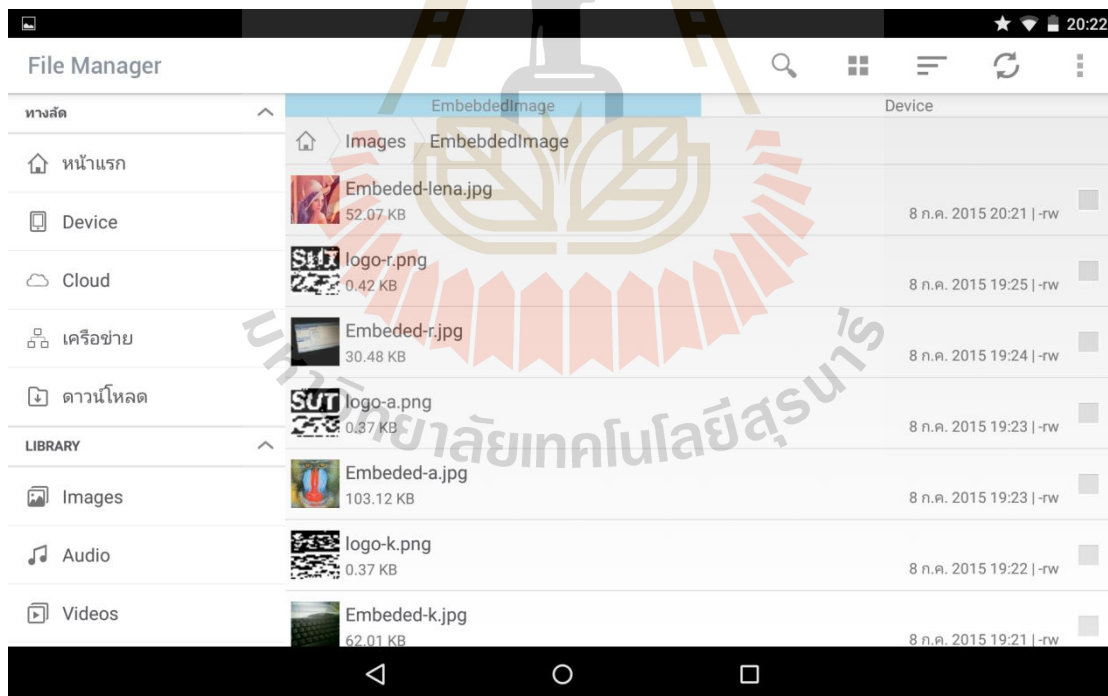 20:22
File Manager
ทางลัด
หน้าแรก
Device
Cloud
เครือข่าย
ดาวน์โหลด
LIBRARY
Images
Audio
Videos
EmbebdedImage
Device
Images EmbebdedImage
Embeded-lena.jpg
52.07 KB
8 ก.ค. 2015 20:21 | -rw
SUT
logo-r.png
0.42 KB
8 ก.ค. 2015 19:25 | -rw
Embeded-r.jpg
30.48 KB
8 ก.ค. 2015 19:24 | -rw
SUT
logo-a.png
0.37 KB
8 ก.ค. 2015 19:23 | -rw
Embeded-a.jpg
103.12 KB
8 ก.ค. 2015 19:23 | -rw
logo-k.png
0.37 KB
8 ก.ค. 2015 19:22 | -rw
Embeded-k.jpg
62.01 KB
8 ก.ค. 2015 19:21 | -rw
มหาวิทยาลัยเทคโนโลยีสุรนารี